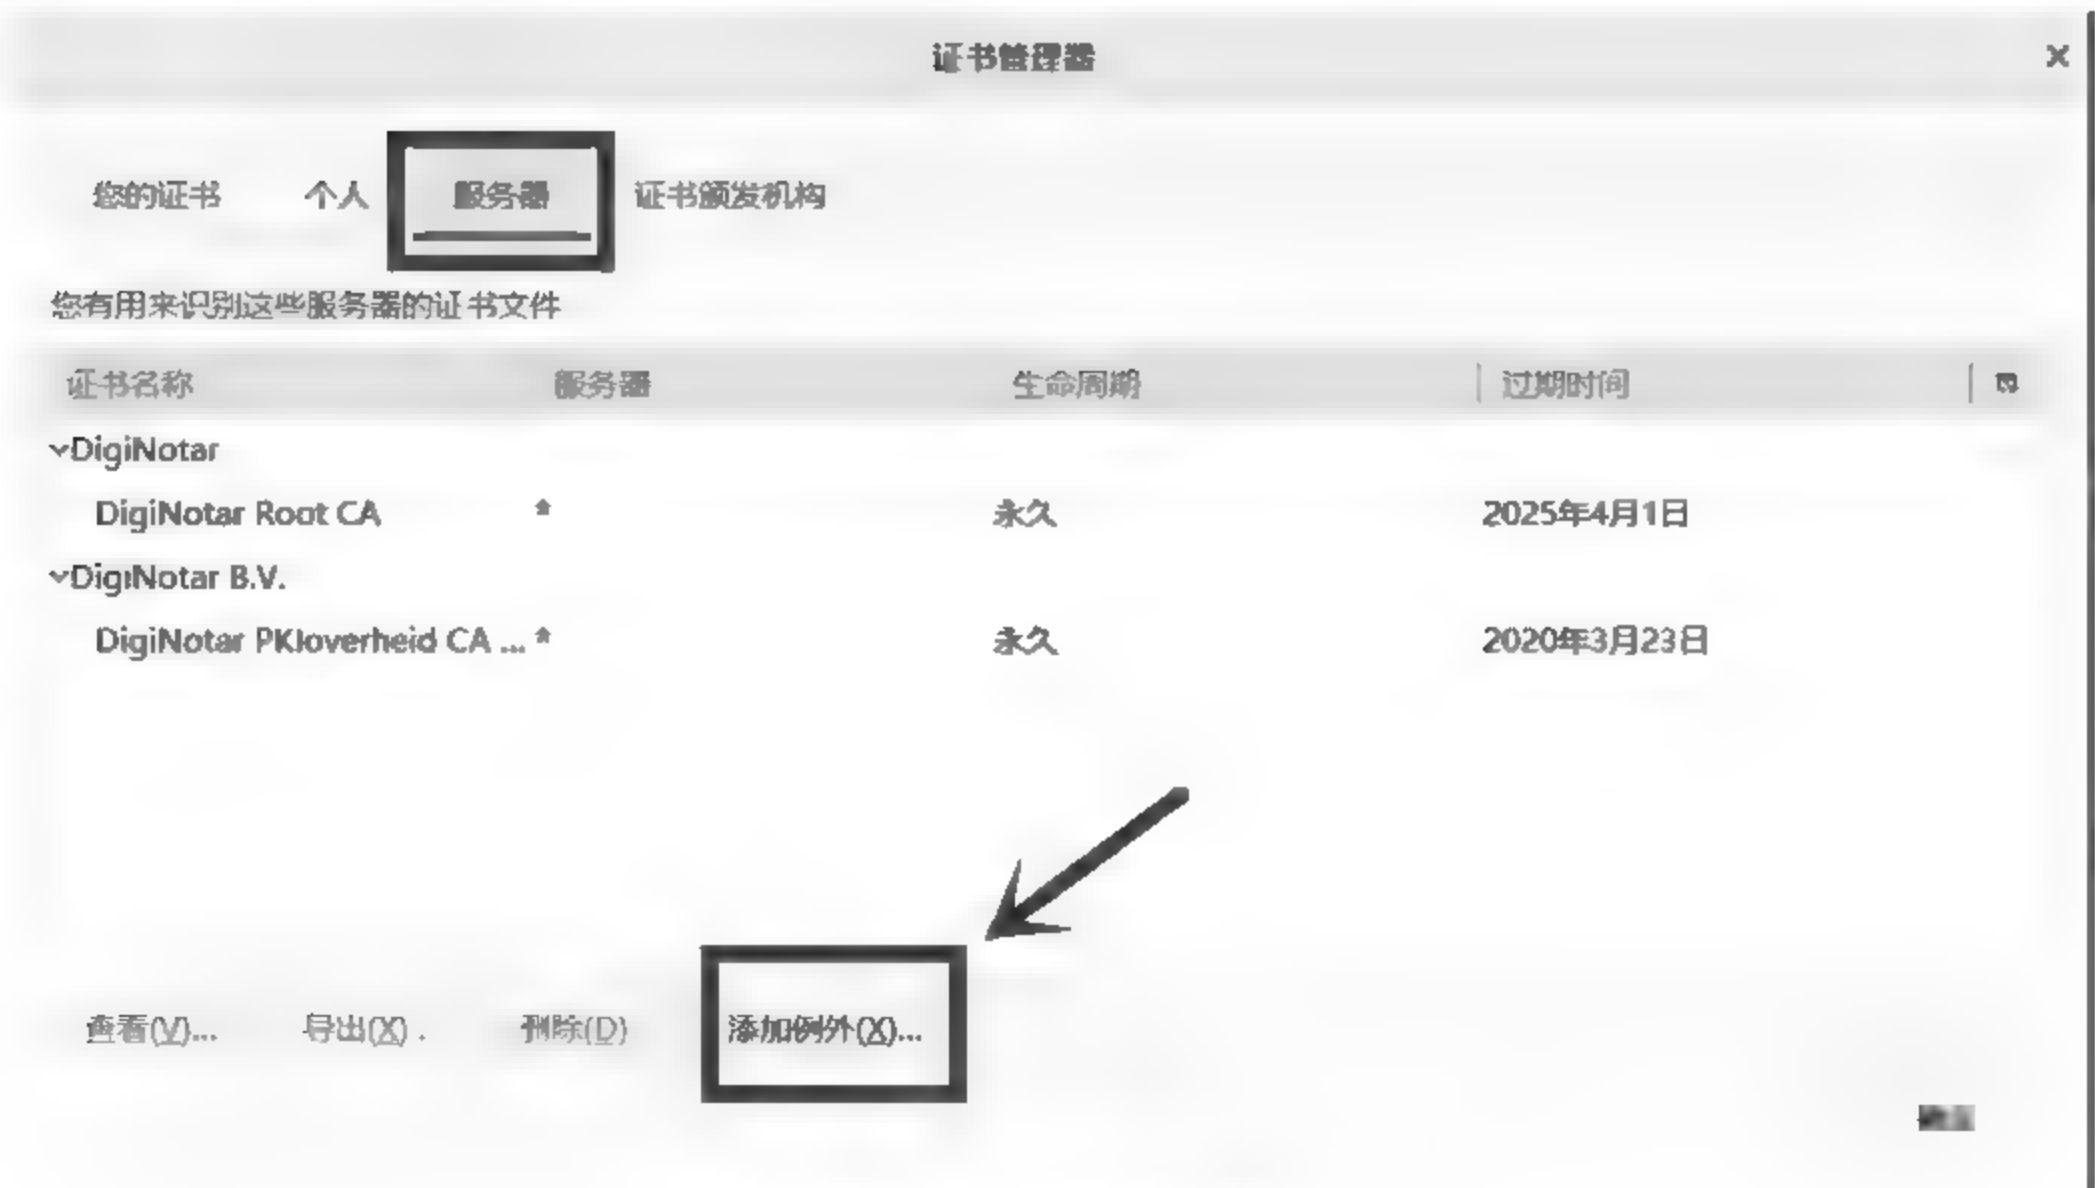 证书管理器
您的证书 个人 服务器 证书颁发机构
您有用来识别这些服务器的证书文件
证书名称 服务器 生命周期 过期时间
DigiNotar
DigiNotar Root CA * 永久 2025年4月1日
DigiNotar B.V.
DigiNotar PKIoverheid CA ... * 永久 2020年3月23日
查看(V)... 导出(X)... 删除(D) 添加例外(X)...